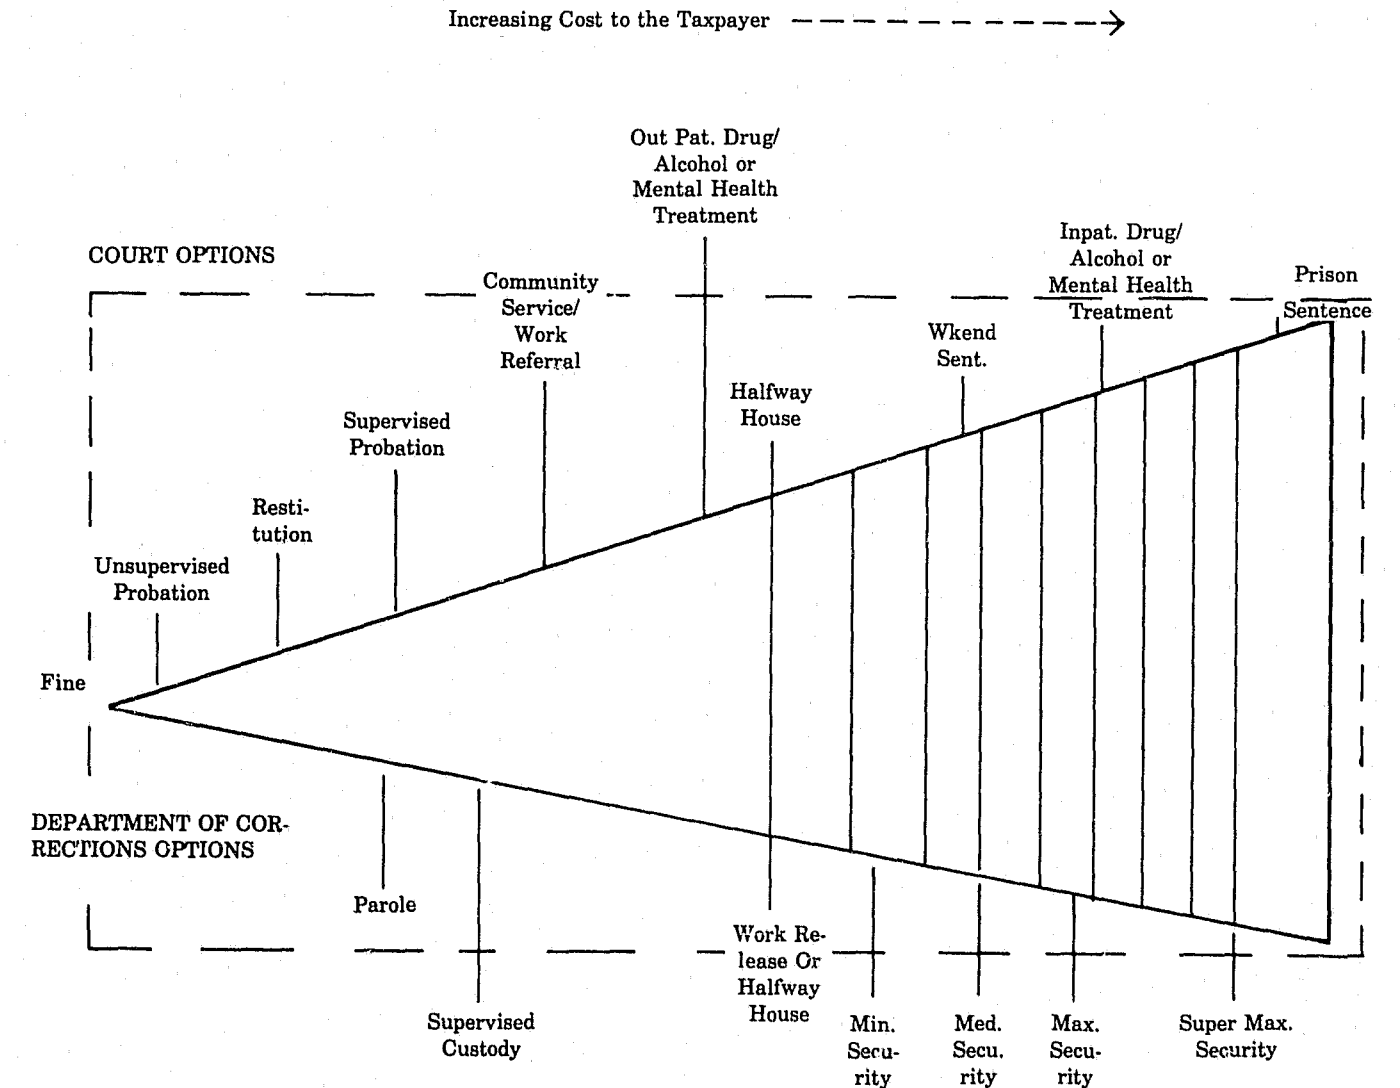 Increasing Cost to the Taxpayer
Out Pat. Drug/
Alcohol or
Mental Health
Treatment
COURT OPTIONS
Community
Service/
Work
Referral
Inpat. Drug/
Alcohol or
Mental Health
Treatment
Prison
Sentence
Wkend
Sent.
Halfway
House
Supervised
Probation
Resti-
tution
Unsupervised
Probation
Fine
DEPARTMENT OF COR-
RECTIONS OPTIONS
Parole
Supervised
Custody
Work Re-
lease Or
Halfway
House
Min.
Secu-
rity
Med.
Secu.
rity
Max.
Secu-
rity
Super Max.
Security